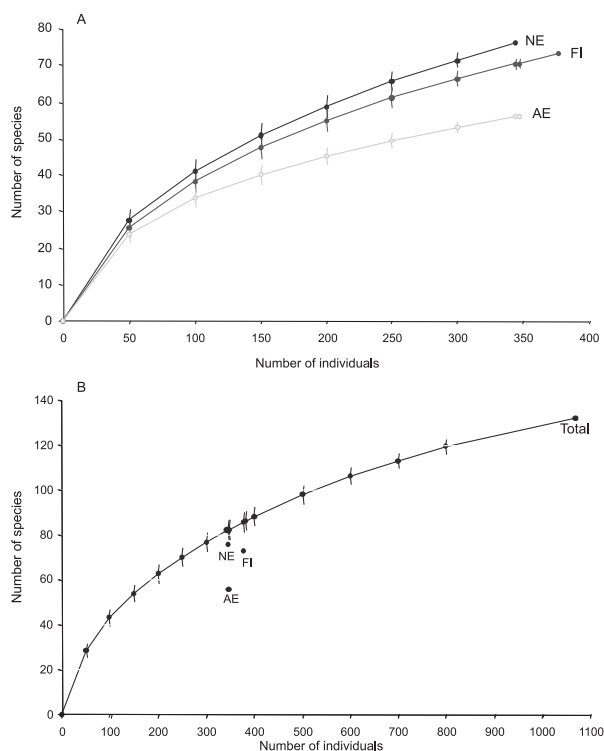 A
80
70
60
50
40
30
20
10
0
Number of species
NE
FI
AE
0 50 100 150 200 250 300 350 400
Number of individuals
B
140
120
100
80
60
40
20
0
Number of species
Total
NE
FI
AE
0 100 200 300 400 500 600 700 800 900 1000 1100
Number of individuals